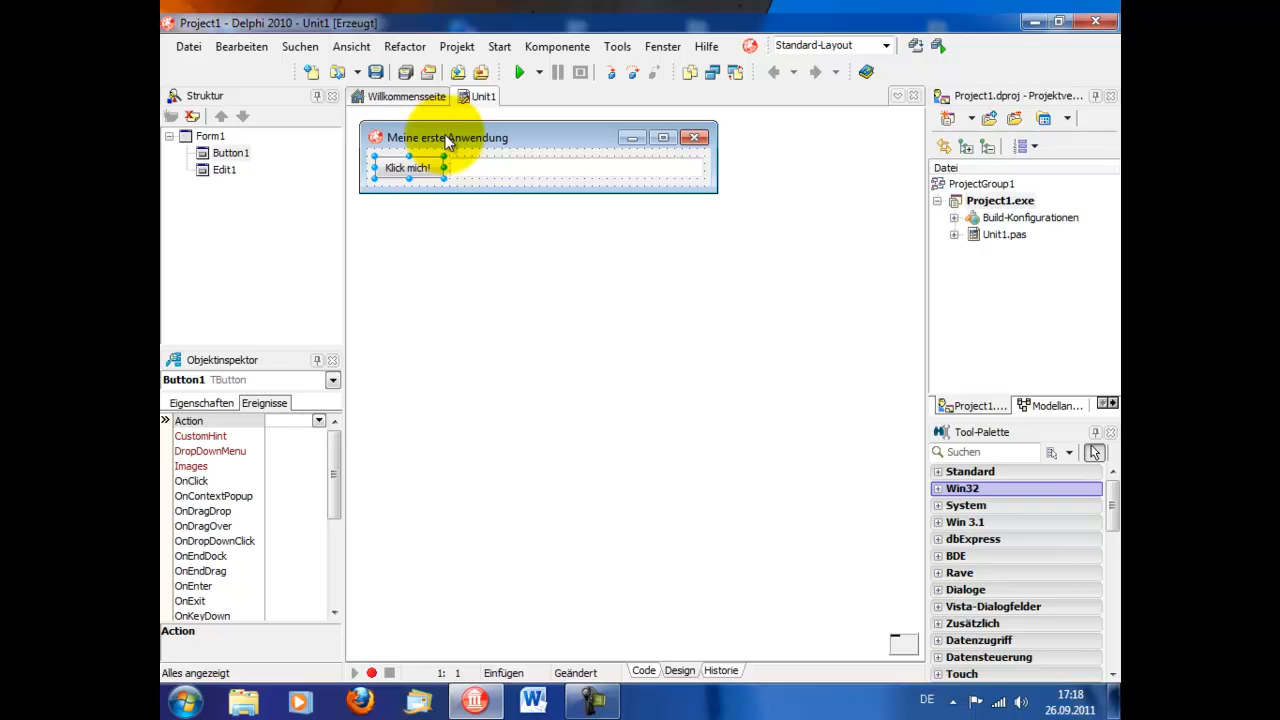 Project1 - Delphi 2010 - Unit1 [Erzeugt]
Datei Bearbeiten Suchen Ansicht Refactor Projekt Start Komponente Tools Fenster Hilfe Standard-Layout
Struktur
Willkommensseite Unit1
Project1.dproj - Projektve...
Form1
Button1
Edit1
Meine erste Anwendung
Klick mich!
Datei
ProjectGroup1
Project1.exe
Build-Konfigurationen
Unit1.pas
Objektinspektor
Button1 TButton
Eigenschaften Ereignisse
Action
CustomHint
DropDownMenu
Images
OnClick
OnContextPopup
OnDragDrop
OnDragOver
OnDropDownClick
OnEndDock
OnEndDrag
OnEnter
OnExit
OnKeyDown
Action
Alles angezeigt
Project1.... Modellan...
Tool-Palette
Suchen
Standard
Win32
System
Win 3.1
dbExpress
BDE
Rave
Dialoge
Vista-Dialogfelder
Zusätzlich
Datenzugriff
Datensteuerung
Touch
1: 1 Einfügen Geändert Code Design Historie
DE
17:18
26.09.2011